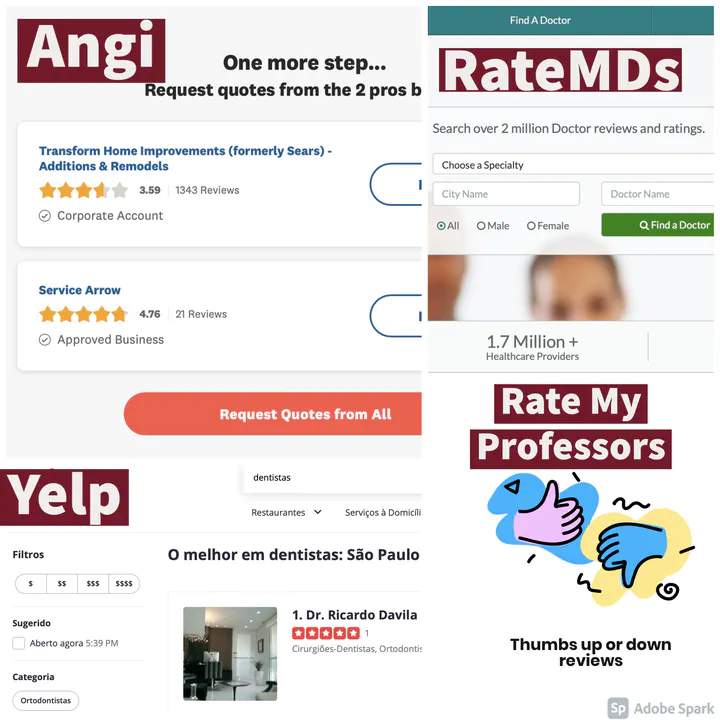 Angi
One more step...
Request quotes from the 2 pros b
Transform Home Improvements (formerly Sears) -
Additions & Remodels
3.59 1343 Reviews
Corporate Account
Service Arrow
4.76 21 Reviews
Approved Business
Request Quotes from All
Find A Doctor
RateMDs
Search over 2 million Doctor reviews and ratings.
Choose a Specialty
City Name Doctor Name
All Male Female Find a Doctor
1.7 Million +
Healthcare Providers
Rate My
Professors
Thumbs up or down
reviews
Yelp
dentistas
Restaurantes Serviços à Domicíli
Filtros
$ $$ $$$ $$$$
Sugerido
Aberto agora 5:39 PM
Categoria
Ortodontistas
O melhor em dentistas: São Paulo
1. Dr. Ricardo Davila
1
Cirurgiões-Dentistas, Ortodontis
Sp Adobe Spark